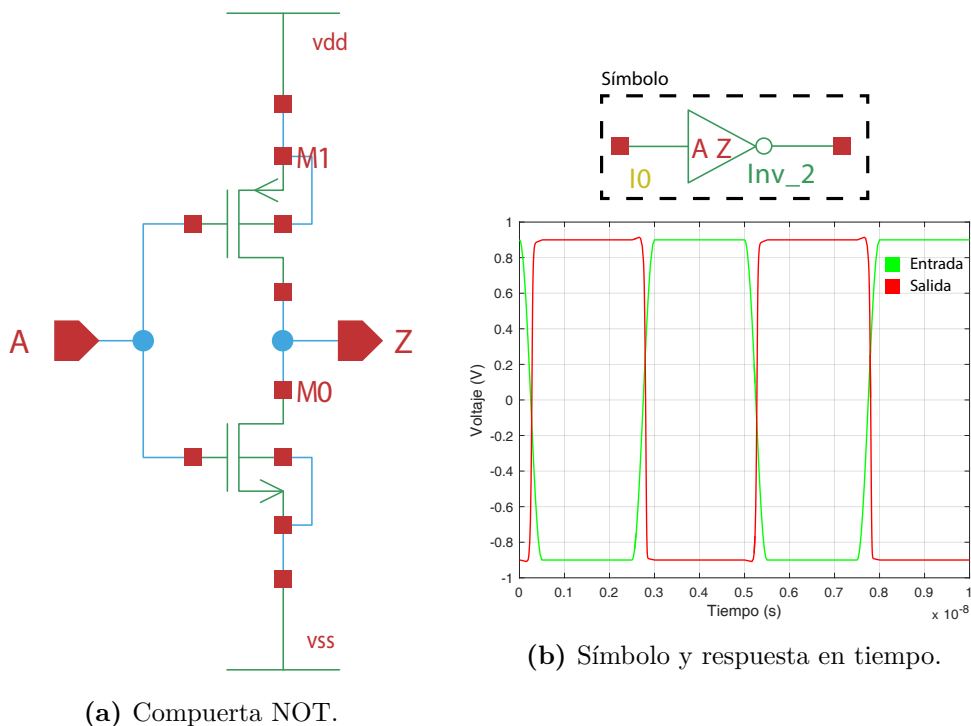 vdd
M1
A
Z
M0
vss
(a) Compuerta NOT.
Símbolo
A Z
I0
Inv_2
1
0.8
0.6
0.4
0.2
0
-0.2
-0.4
-0.6
-0.8
-1
Voltaje (V)
Entrada
Salida
0 0.1 0.2 0.3 0.4 0.5 0.6 0.7 0.8 0.9 1
Tiempo (s)
x 10-8
(b) Símbolo y respuesta en tiempo.